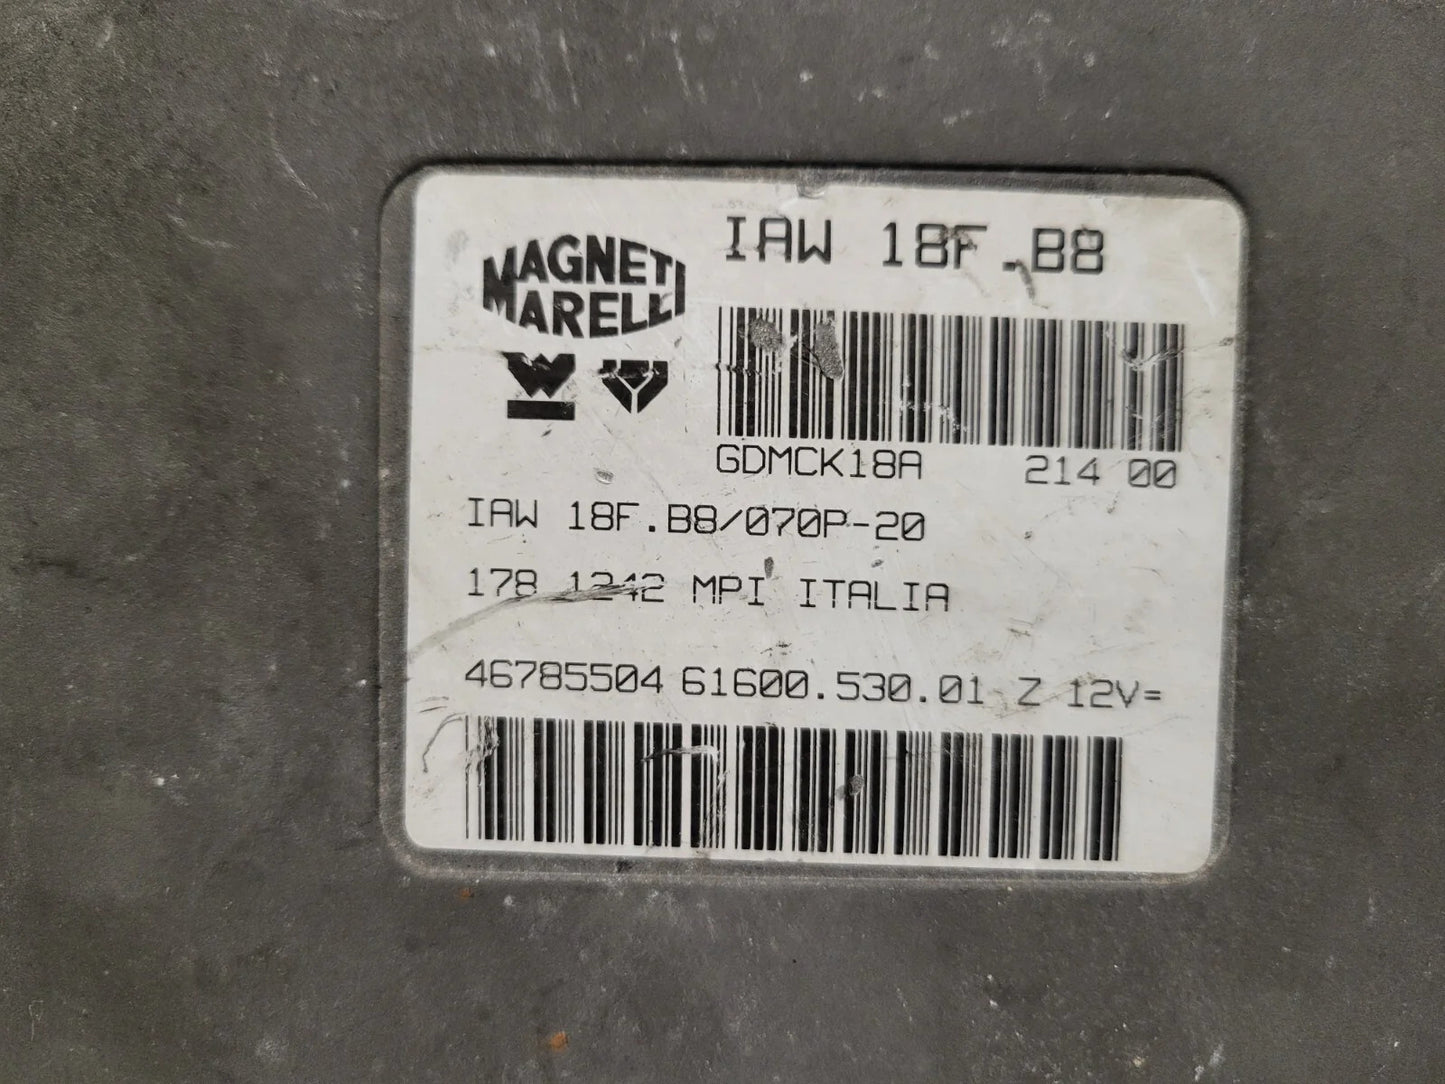 MAGNETI
MARELLI
IAW 18F.B8
GDMCK18A 214 00
IAW 18F.B8/070P-20
178 1242 MPI ITALIA
46785504 61600.530.01 Z 12V=